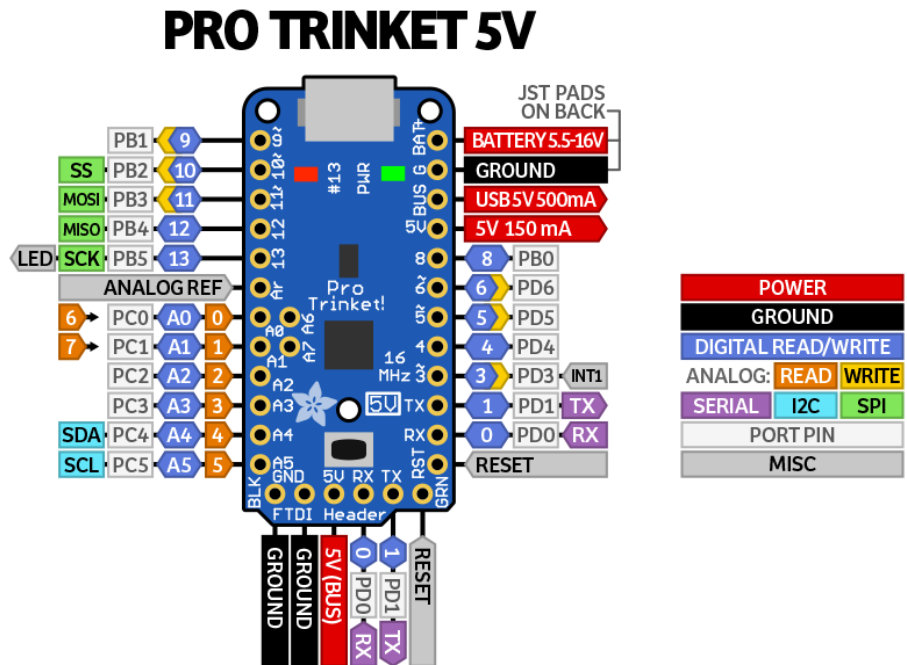 PRO TRINKET 5V
JST PADS
ON BACK
PB1 9
SS PB2 10
MOSI PB3 11
MISO PB4 12
LED SCK PB5 13
ANALOG REF
6 PC0 A0 0
7 PC1 A1 1
PC2 A2 2
PC3 A3 3
SDA PC4 A4 4
SCL PC5 A5 5
~9
~10
~11
12
13
Ar
A0 A6
A1 A7
A2
A3
A4
A5
#13
PWR
Pro
Trinket!
16
MHz
5V
BAT+
G
BUS
5V
8
~6
~5
4
~3
TX
RX
RST
BLK GND 5V RX TX GRN
FTDI Header
BATTERY 5.5-16V
GROUND
USB 5V 500mA
5V 150 mA
8 PB0
6 PD6
5 PD5
4 PD4
3 PD3 INT1
1 PD1 TX
0 PD0 RX
RESET
GROUND
GROUND
5V (BUS)
0 PD0 RX
1 PD1 TX
RESET
POWER
GROUND
DIGITAL READ/WRITE
ANALOG: READ WRITE
SERIAL I2C SPI
PORT PIN
MISC